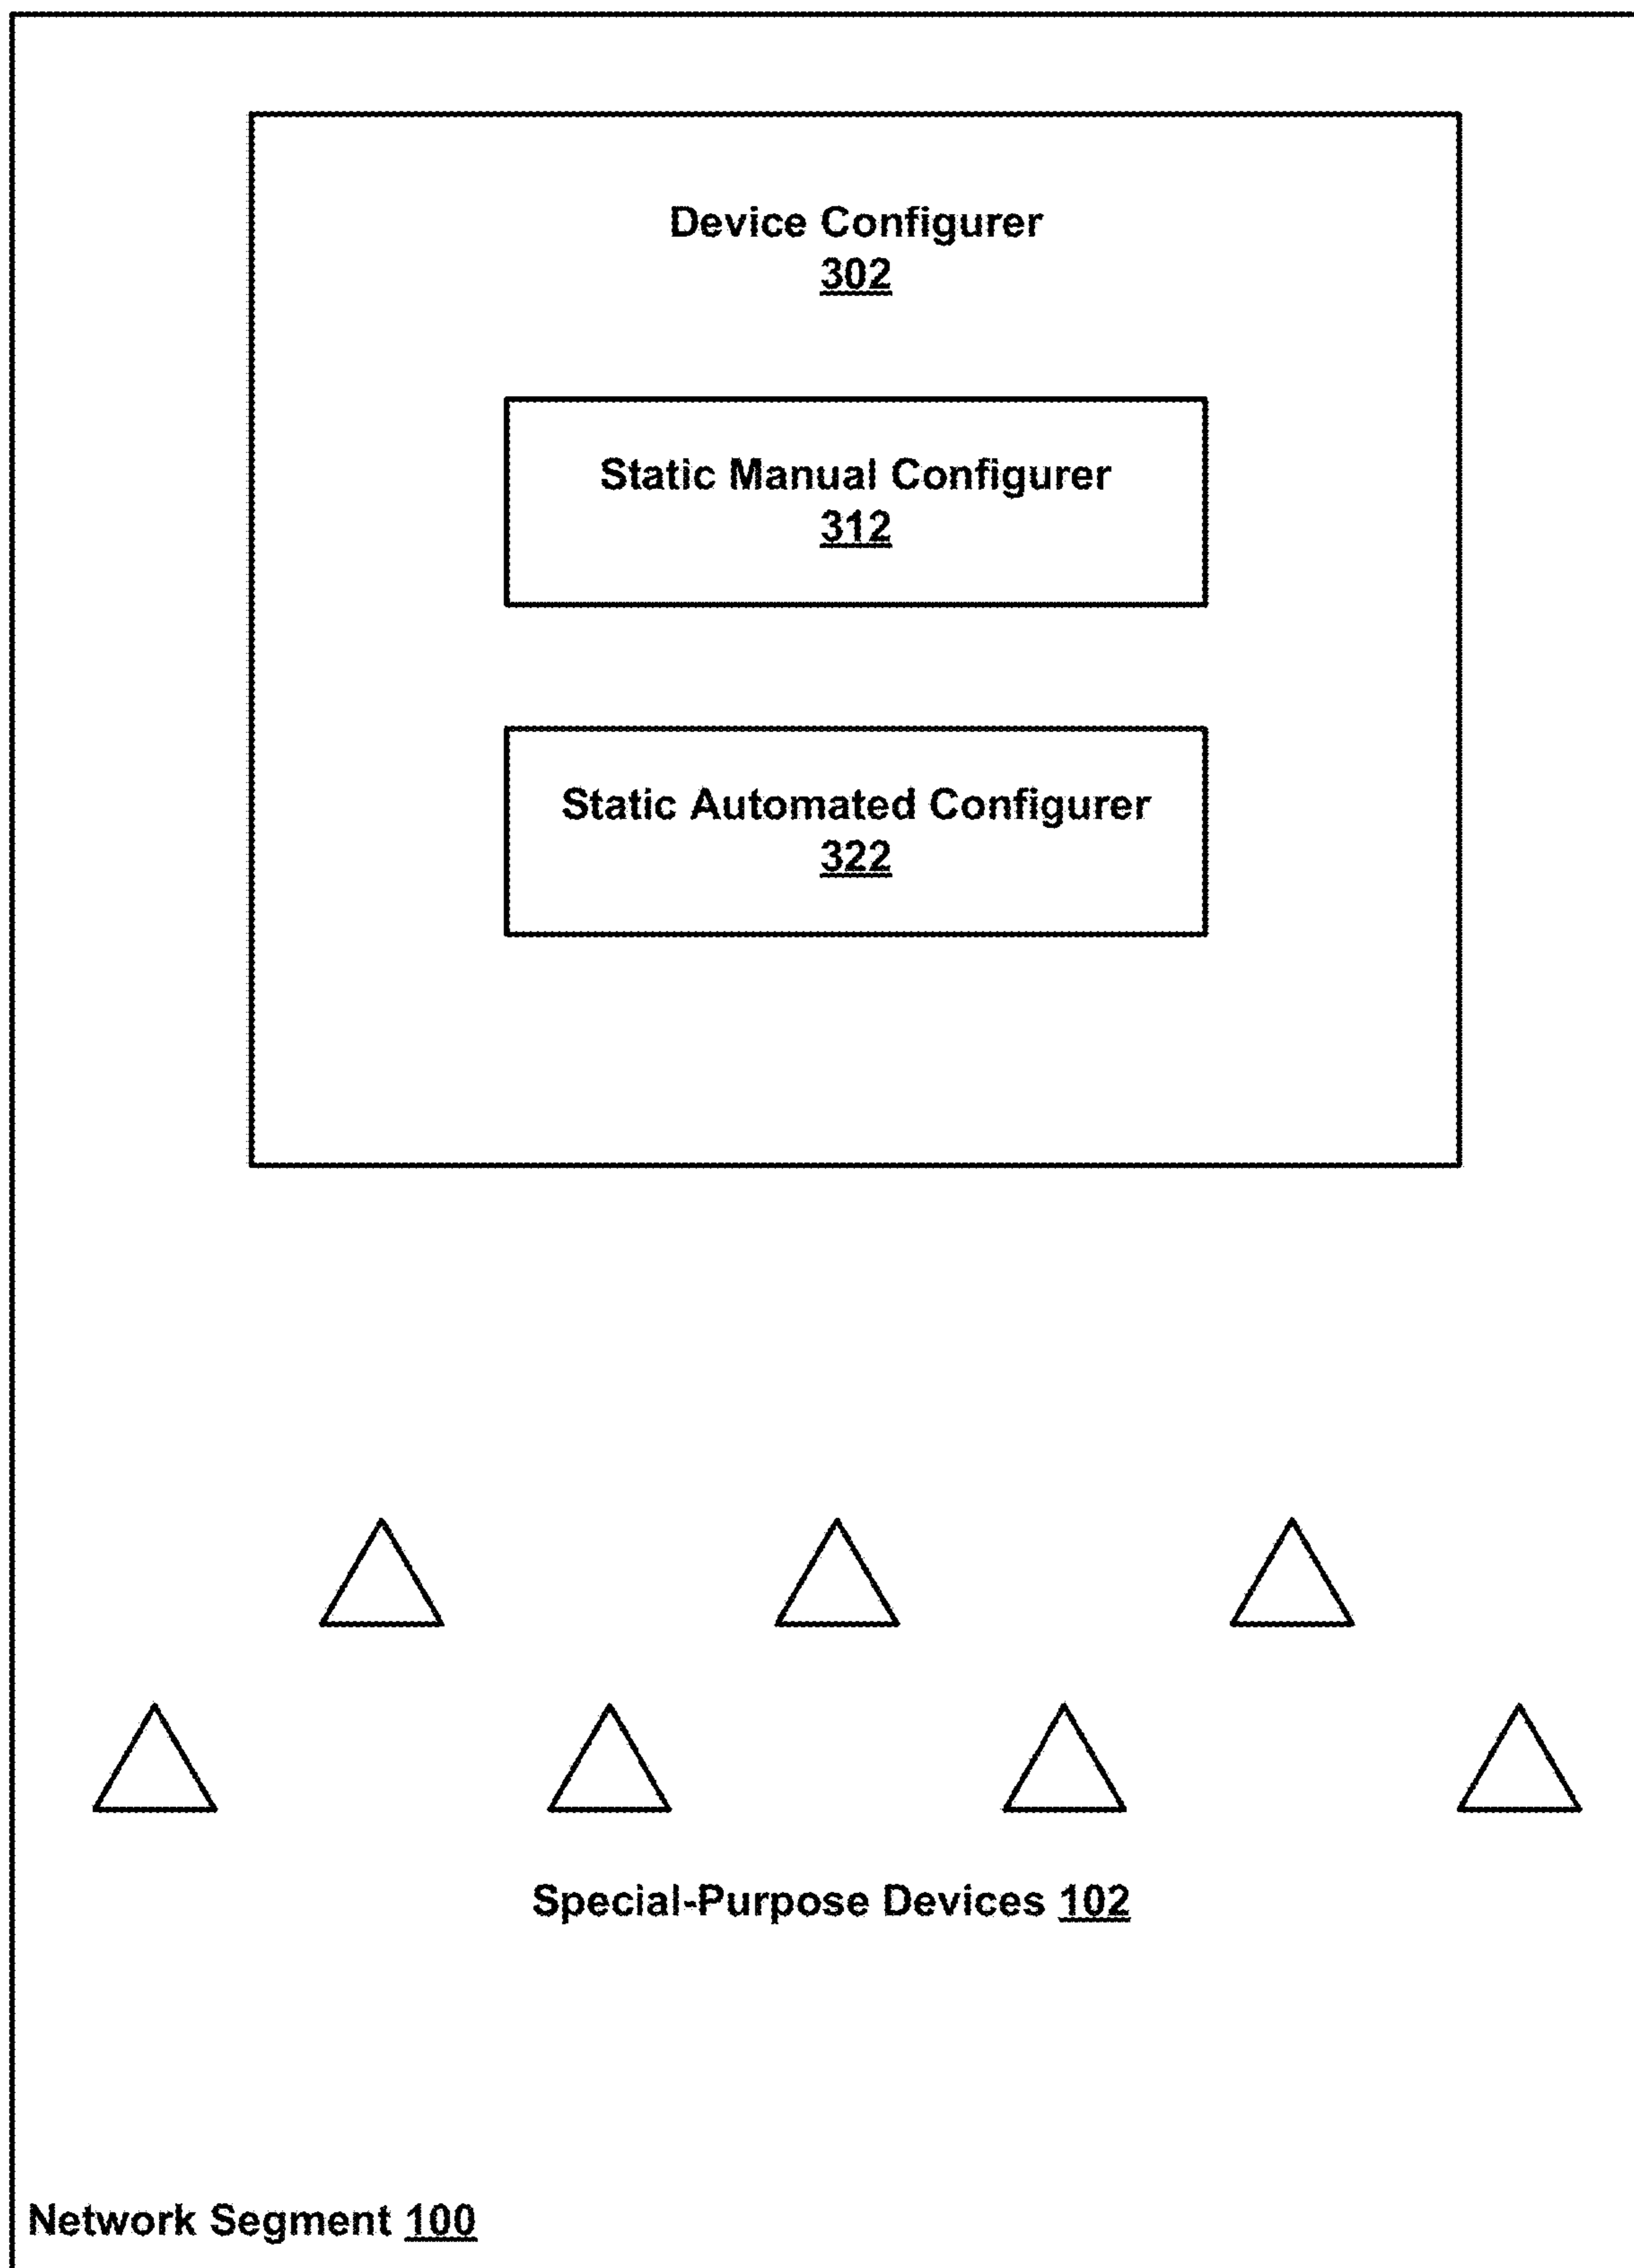 Device Configurer
302
Static Manual Configurer
312
Static Automated Configurer
322
Special-Purpose Devices 102
Network Segment 100